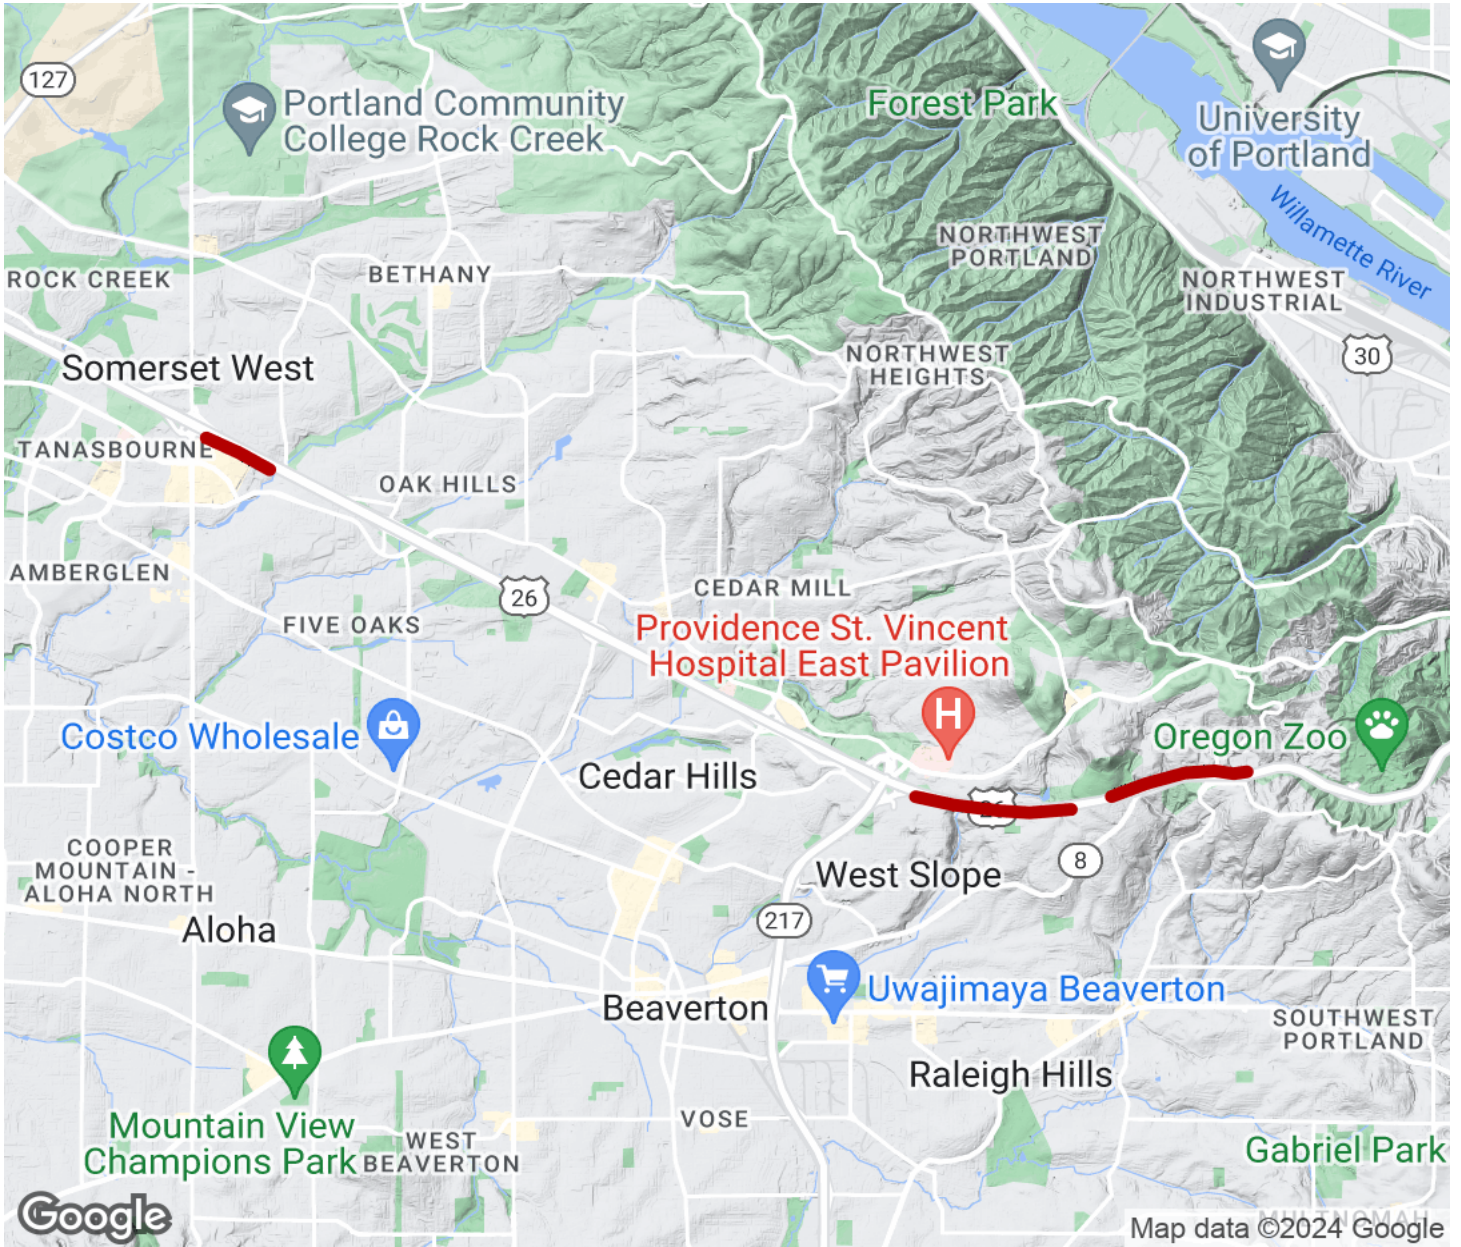 127
Portland Community
College Rock Creek
Forest Park
University
of Portland
Willamette River
NORTHWEST
PORTLAND
ROCK CREEK
BETHANY
NORTHWEST
INDUSTRIAL
30
Somerset West
NORTHWEST
HEIGHTS
TANASBOURNE
OAK HILLS
AMBERGLEN
26
CEDAR MILL
FIVE OAKS
Providence St. Vincent
Hospital East Pavilion
H
Costco Wholesale
Oregon Zoo
Cedar Hills
26
COOPER
MOUNTAIN -
ALOHA NORTH
West Slope
8
Aloha
217
Uwajimaya Beaverton
Beaverton
SOUTHWEST
PORTLAND
Raleigh Hills
Mountain View
Champions Park
VOSE
WEST
BEAVERTON
Gabriel Park
MULTNOMAH
Google
Map data ©2024 Google